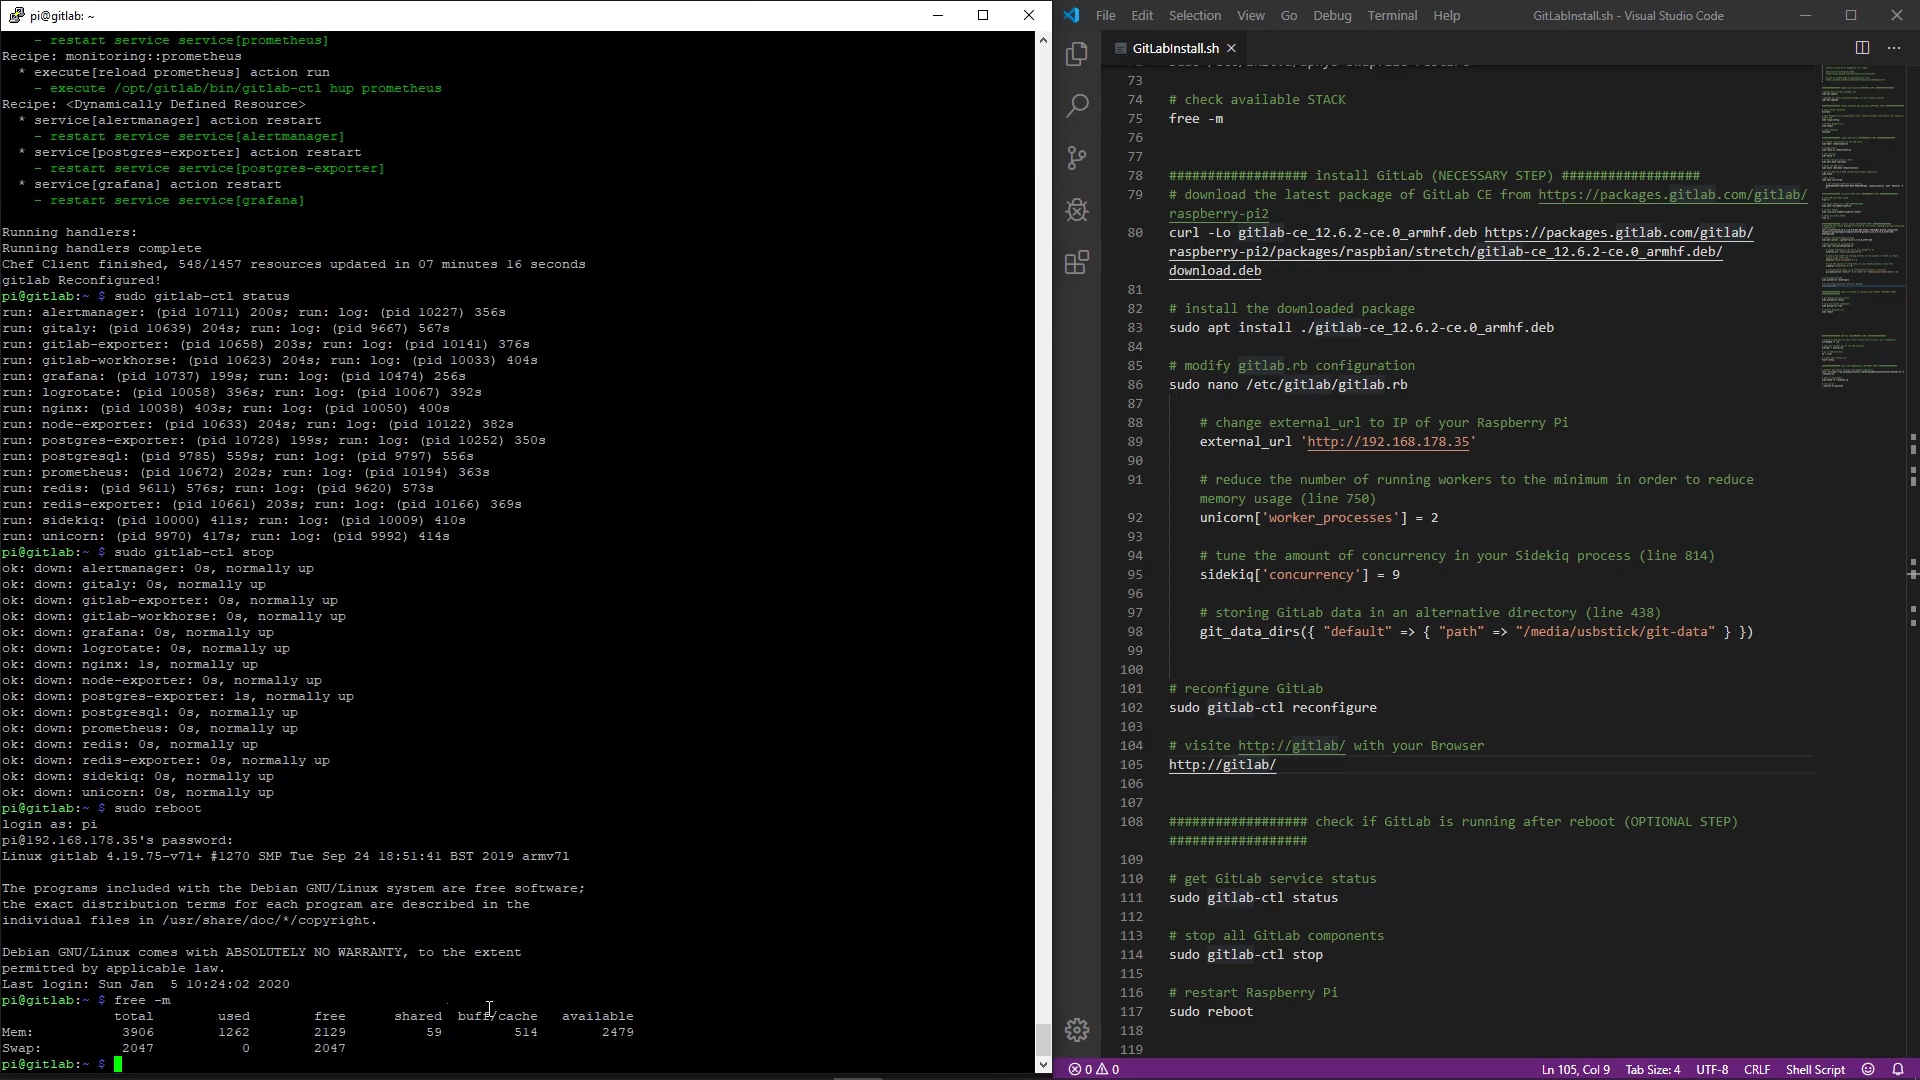 pi@gitlab: ~
- restart service service[prometheus]
Recipe: monitoring::prometheus
* execute[reload prometheus] action run
- execute /opt/gitlab/bin/gitlab-ctl hup prometheus
Recipe: <Dynamically Defined Resource>
* service[alertmanager] action restart
- restart service service[alertmanager]
* service[postgres-exporter] action restart
- restart service service[postgres-exporter]
* service[grafana] action restart
- restart service service[grafana]
Running handlers:
Running handlers complete
Chef Client finished, 548/1457 resources updated in 07 minutes 16 seconds
gitlab Reconfigured!
pi@gitlab:~ $ sudo gitlab-ctl status
run: alertmanager: (pid 10711) 200s; run: log: (pid 10227) 356s
run: gitaly: (pid 10639) 204s; run: log: (pid 9667) 567s
run: gitlab-exporter: (pid 10658) 203s; run: log: (pid 10141) 376s
run: gitlab-workhorse: (pid 10623) 204s; run: log: (pid 10033) 404s
run: grafana: (pid 10737) 199s; run: log: (pid 10474) 256s
run: logrotate: (pid 10058) 396s; run: log: (pid 10067) 392s
run: nginx: (pid 10038) 403s; run: log: (pid 10050) 400s
run: node-exporter: (pid 10633) 204s; run: log: (pid 10122) 382s
run: postgres-exporter: (pid 10728) 199s; run: log: (pid 10252) 350s
run: postgresql: (pid 9785) 559s; run: log: (pid 9797) 556s
run: prometheus: (pid 10672) 202s; run: log: (pid 10194) 363s
run: redis: (pid 9611) 576s; run: log: (pid 9620) 573s
run: redis-exporter: (pid 10661) 203s; run: log: (pid 10166) 369s
run: sidekiq: (pid 10000) 411s; run: log: (pid 10009) 410s
run: unicorn: (pid 9970) 417s; run: log: (pid 9992) 414s
pi@gitlab:~ $ sudo gitlab-ctl stop
ok: down: alertmanager: 0s, normally up
ok: down: gitaly: 0s, normally up
ok: down: gitlab-exporter: 0s, normally up
ok: down: gitlab-workhorse: 0s, normally up
ok: down: grafana: 0s, normally up
ok: down: logrotate: 0s, normally up
ok: down: nginx: 1s, normally up
ok: down: node-exporter: 0s, normally up
ok: down: postgres-exporter: 1s, normally up
ok: down: postgresql: 0s, normally up
ok: down: prometheus: 0s, normally up
ok: down: redis: 0s, normally up
ok: down: redis-exporter: 0s, normally up
ok: down: sidekiq: 0s, normally up
ok: down: unicorn: 0s, normally up
pi@gitlab:~ $ sudo reboot
login as: pi
pi@192.168.178.35's password:
Linux gitlab 4.19.75-v7l+ #1270 SMP Tue Sep 24 18:51:41 BST 2019 armv7l
The programs included with the Debian GNU/Linux system are free software;
the exact distribution terms for each program are described in the
individual files in /usr/share/doc/*/copyright.
Debian GNU/Linux comes with ABSOLUTELY NO WARRANTY, to the extent
permitted by applicable law.
Last login: Sun Jan  5 10:24:02 2020
pi@gitlab:~ $ free -m
total used free shared buff/cache available
Mem: 3906 1262 2129 59 514 2479
Swap: 2047 0 2047
pi@gitlab:~ $
File Edit Selection View Go Debug Terminal Help GitLabInstall.sh - Visual Studio Code
GitLabInstall.sh
73
74 # check available STACK
75 free -m
76
77
78 ################## install GitLab (NECESSARY STEP) ##################
79 # download the latest package of GitLab CE from https://packages.gitlab.com/gitlab/
raspberry-pi2
80 curl -Lo gitlab-ce_12.6.2-ce.0_armhf.deb https://packages.gitlab.com/gitlab/
raspberry-pi2/packages/raspbian/stretch/gitlab-ce_12.6.2-ce.0_armhf.deb/
download.deb
81
82 # install the downloaded package
83 sudo apt install ./gitlab-ce_12.6.2-ce.0_armhf.deb
84
85 # modify gitlab.rb configuration
86 sudo nano /etc/gitlab/gitlab.rb
87
88 # change external_url to IP of your Raspberry Pi
89 external_url 'http://192.168.178.35'
90
91 # reduce the number of running workers to the minimum in order to reduce
memory usage (line 750)
92 unicorn['worker_processes'] = 2
93
94 # tune the amount of concurrency in your Sidekiq process (line 814)
95 sidekiq['concurrency'] = 9
96
97 # storing GitLab data in an alternative directory (line 438)
98 git_data_dirs({ "default" => { "path" => "/media/usbstick/git-data" } })
99
100
101 # reconfigure GitLab
102 sudo gitlab-ctl reconfigure
103
104 # visite http://gitlab/ with your Browser
105 http://gitlab/
106
107
108 ################## check if GitLab is running after reboot (OPTIONAL STEP)
##################
109
110 # get GitLab service status
111 sudo gitlab-ctl status
112
113 # stop all GitLab components
114 sudo gitlab-ctl stop
115
116 # restart Raspberry Pi
117 sudo reboot
118
119
0 0 Ln 105, Col 9 Tab Size: 4 UTF-8 CRLF Shell Script